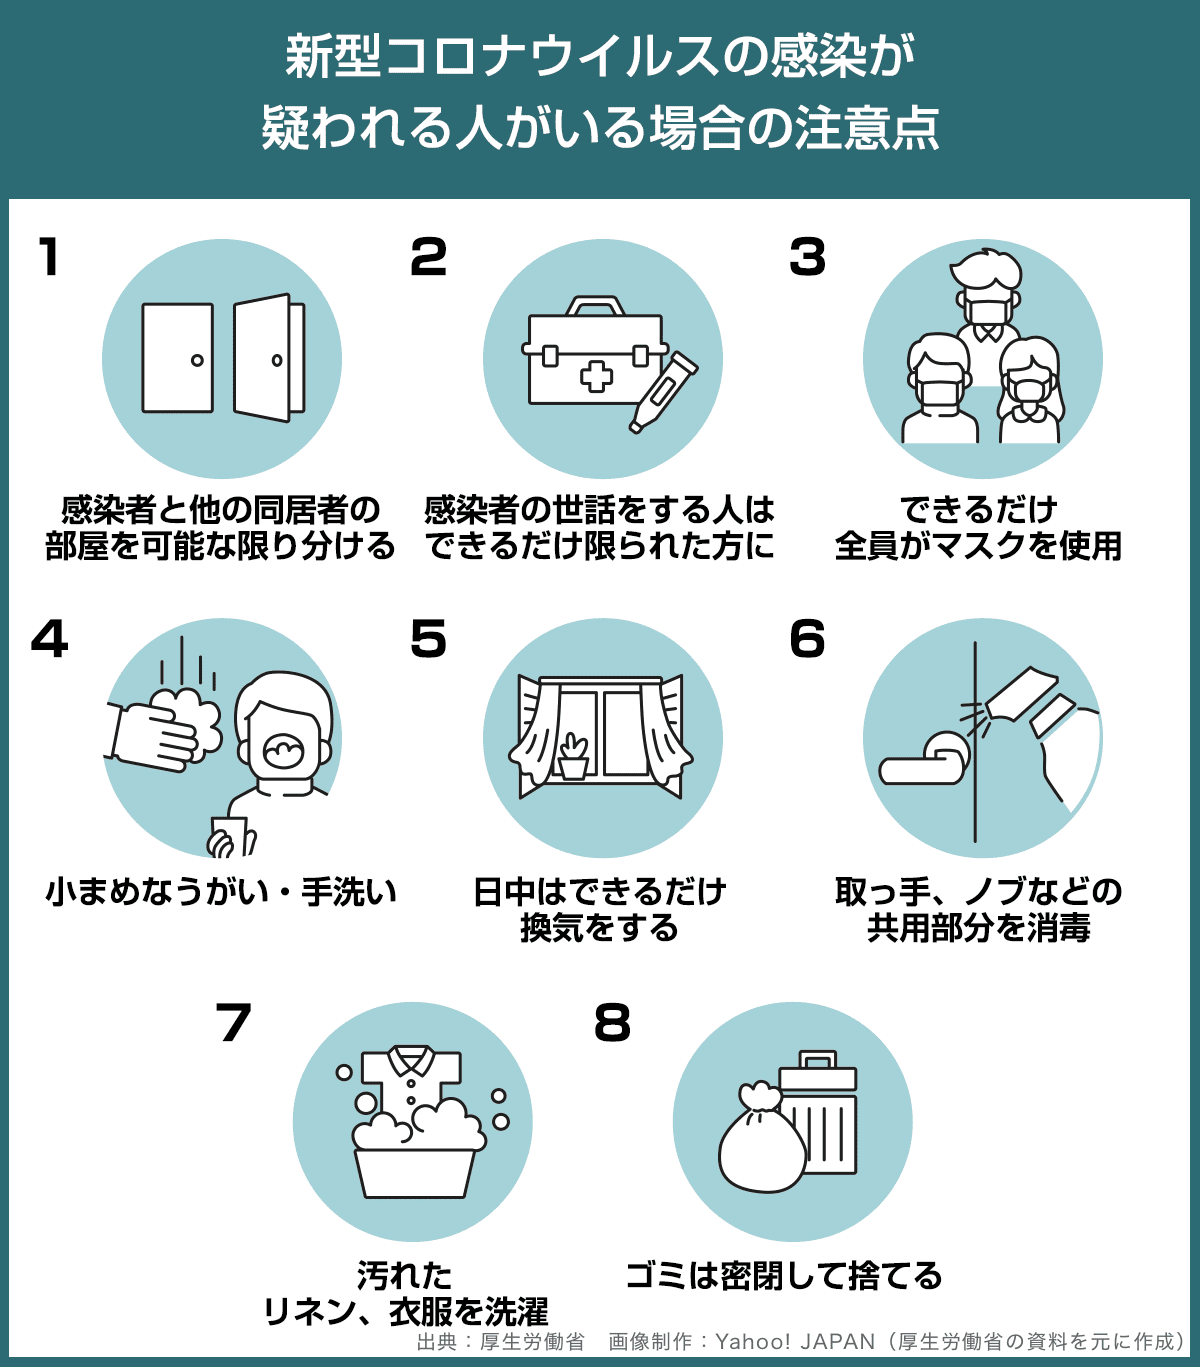 新型コロナウイルスの感染が
疑われる人がいる場合の注意点
1
感染者と他の同居者の
部屋を可能な限り分ける
2
感染者の世話をする人は
できるだけ限られた方に
3
できるだけ
全員がマスクを使用
4
小まめなうがい・手洗い
5
日中はできるだけ
換気をする
6
取っ手、ノブなどの
共用部分を消毒
7
汚れた
リネン、衣服を洗濯
8
ゴミは密閉して捨てる
出典：厚生労働省　画像制作：Yahoo! JAPAN（厚生労働省の資料を元に作成）